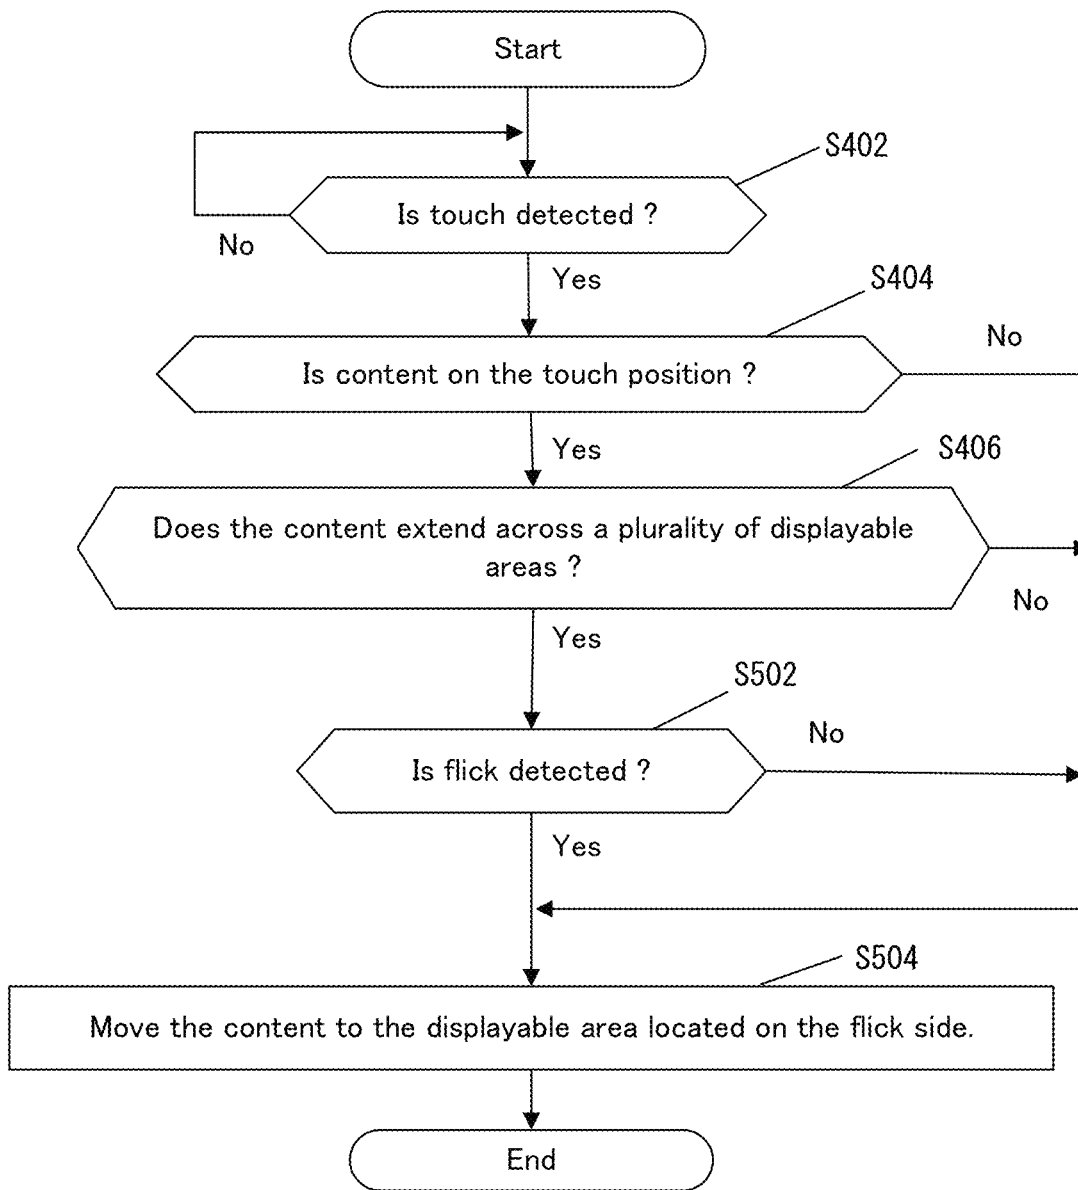 Start
S402
Is touch detected ?
No
Yes
S404
No
Is content on the touch position ?
Yes
S406
Does the content extend across a plurality of displayable
areas ?
No
Yes
S502
No
Is flick detected ?
Yes
S504
Move the content to the displayable area located on the flick side.
End